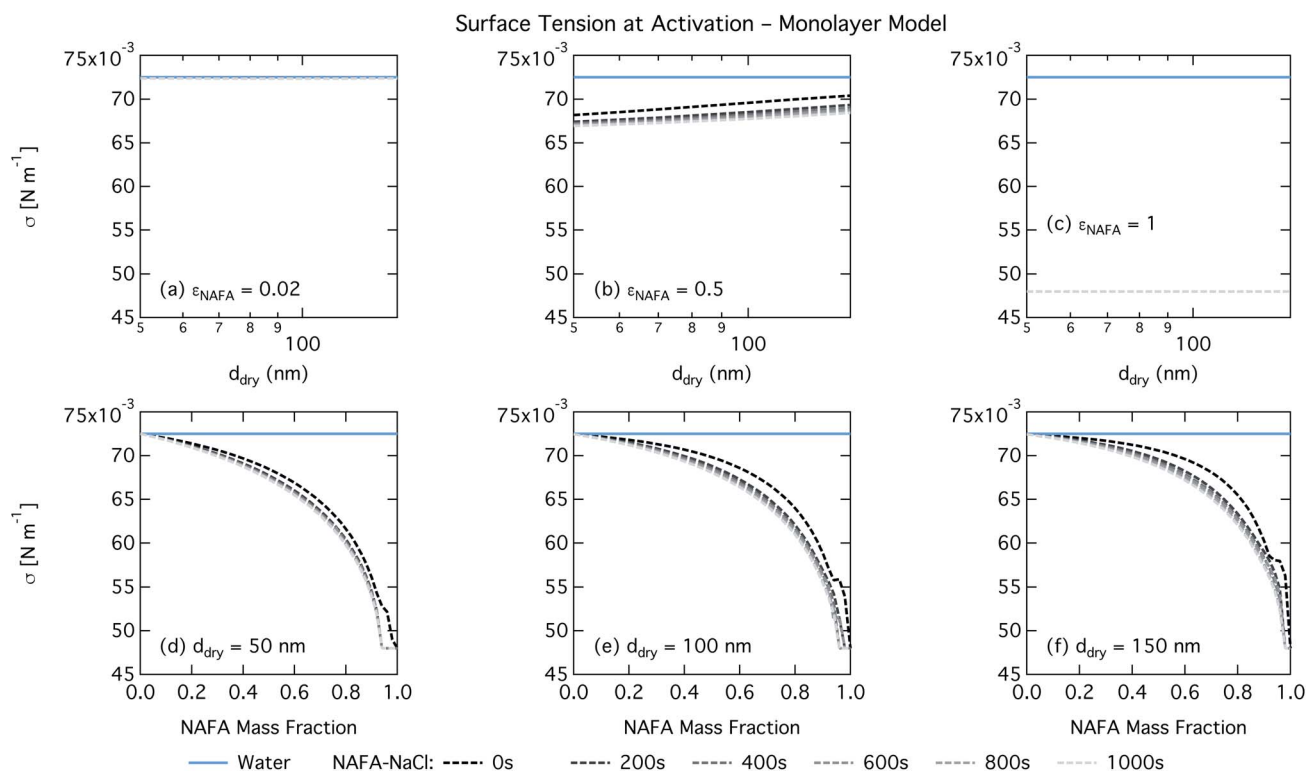 Surface Tension at Activation – Monolayer Model
75x10⁻³
70
65
60
55
50
45
σ [N m⁻¹]
(a) εNAFA = 0.02
5 6 7 8 9
100
d_dry (nm)
75x10⁻³
70
65
60
55
50
45
(b) εNAFA = 0.5
5 6 7 8 9
100
d_dry (nm)
75x10⁻³
70
65
60
55
50
45
(c) εNAFA = 1
5 6 7 8 9
100
d_dry (nm)
75x10⁻³
70
65
60
55
50
45
σ [N m⁻¹]
(d) d_dry = 50 nm
0.0 0.2 0.4 0.6 0.8 1.0
NAFA Mass Fraction
75x10⁻³
70
65
60
55
50
45
(e) d_dry = 100 nm
0.0 0.2 0.4 0.6 0.8 1.0
NAFA Mass Fraction
75x10⁻³
70
65
60
55
50
45
(f) d_dry = 150 nm
0.0 0.2 0.4 0.6 0.8 1.0
NAFA Mass Fraction
Water NAFA-NaCl: 0s 200s 400s 600s 800s 1000s